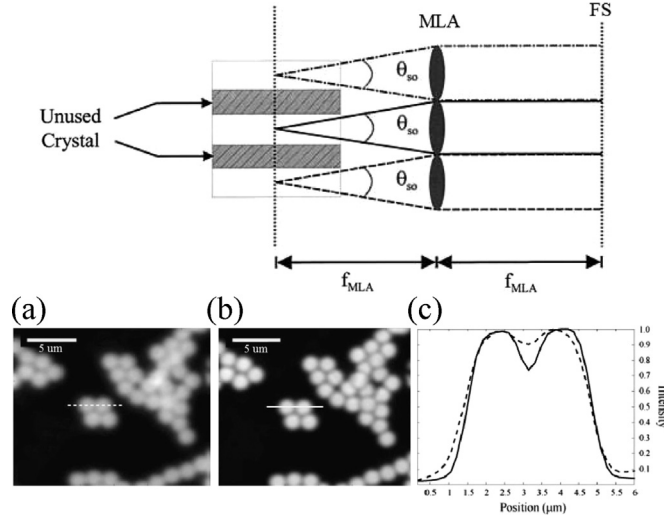 MLA
FS
θso
Unused
Crystal
θso
θso
fMLA
fMLA
(a)
(b)
(c)
5 um
5 um
1.0
0.9
0.8
0.7
0.6
0.5
0.4
0.3
0.2
0.1
Intensity
0.5 1 1.5 2 2.5 3 3.5 4 4.5 5 5.5 6
Position (μm)